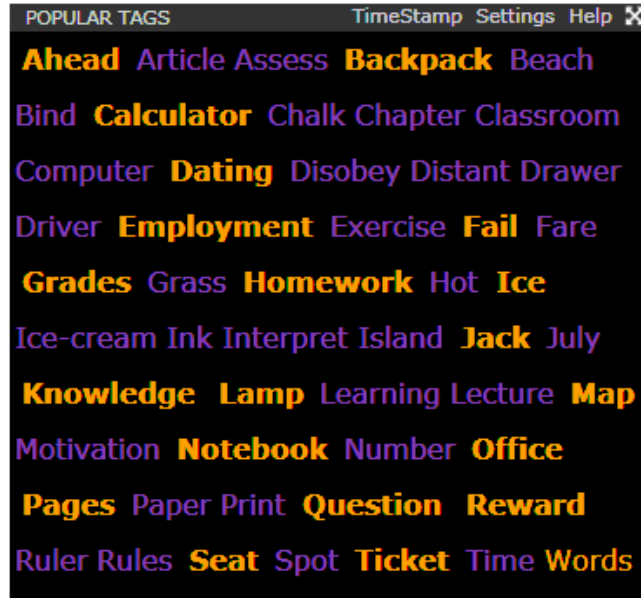 POPULAR TAGS TimeStamp Settings Help
Ahead Article Assess Backpack Beach
Bind Calculator Chalk Chapter Classroom
Computer Dating Disobey Distant Drawer
Driver Employment Exercise Fail Fare
Grades Grass Homework Hot Ice
Ice-cream Ink Interpret Island Jack July
Knowledge Lamp Learning Lecture Map
Motivation Notebook Number Office
Pages Paper Print Question Reward
Ruler Rules Seat Spot Ticket Time Words